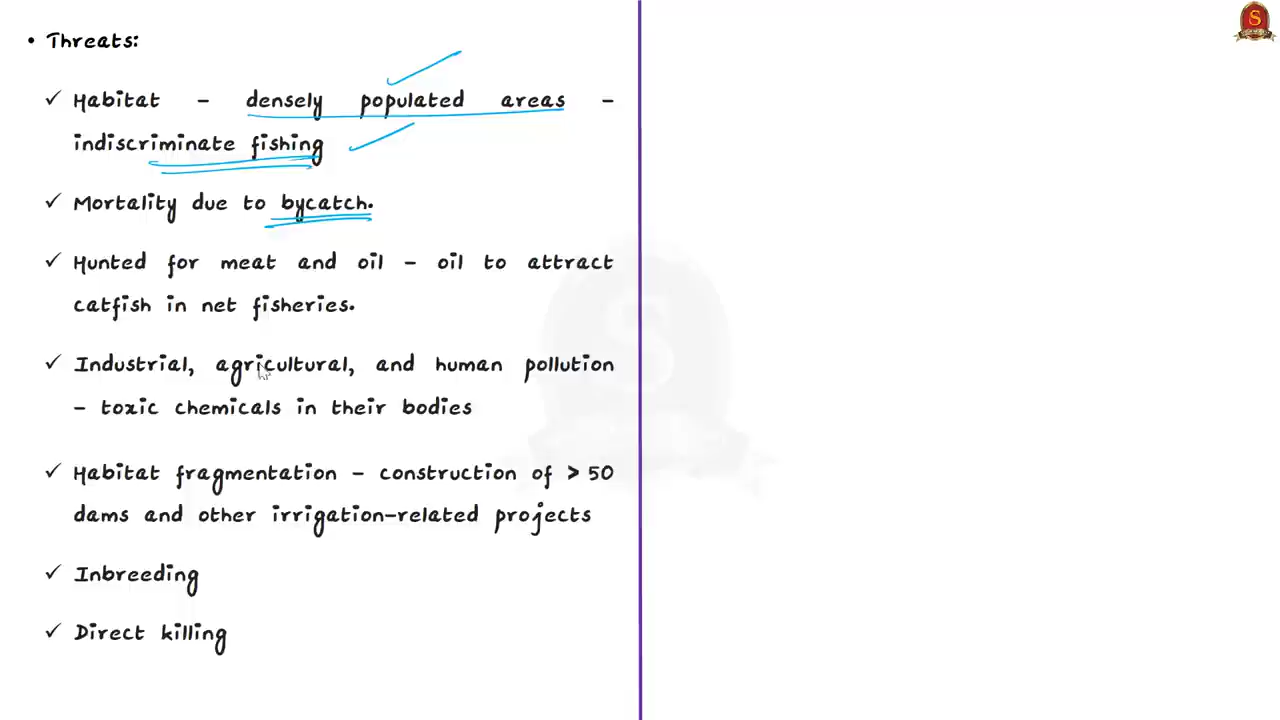 • Threats:
✓ Habitat - densely populated areas -
indiscriminate fishing
✓ Mortality due to bycatch.
✓ Hunted for meat and oil - oil to attract
catfish in net fisheries.
✓ Industrial, agricultural, and human pollution
- toxic chemicals in their bodies
✓ Habitat fragmentation - construction of > 50
dams and other irrigation-related projects
✓ Inbreeding
✓ Direct killing
S